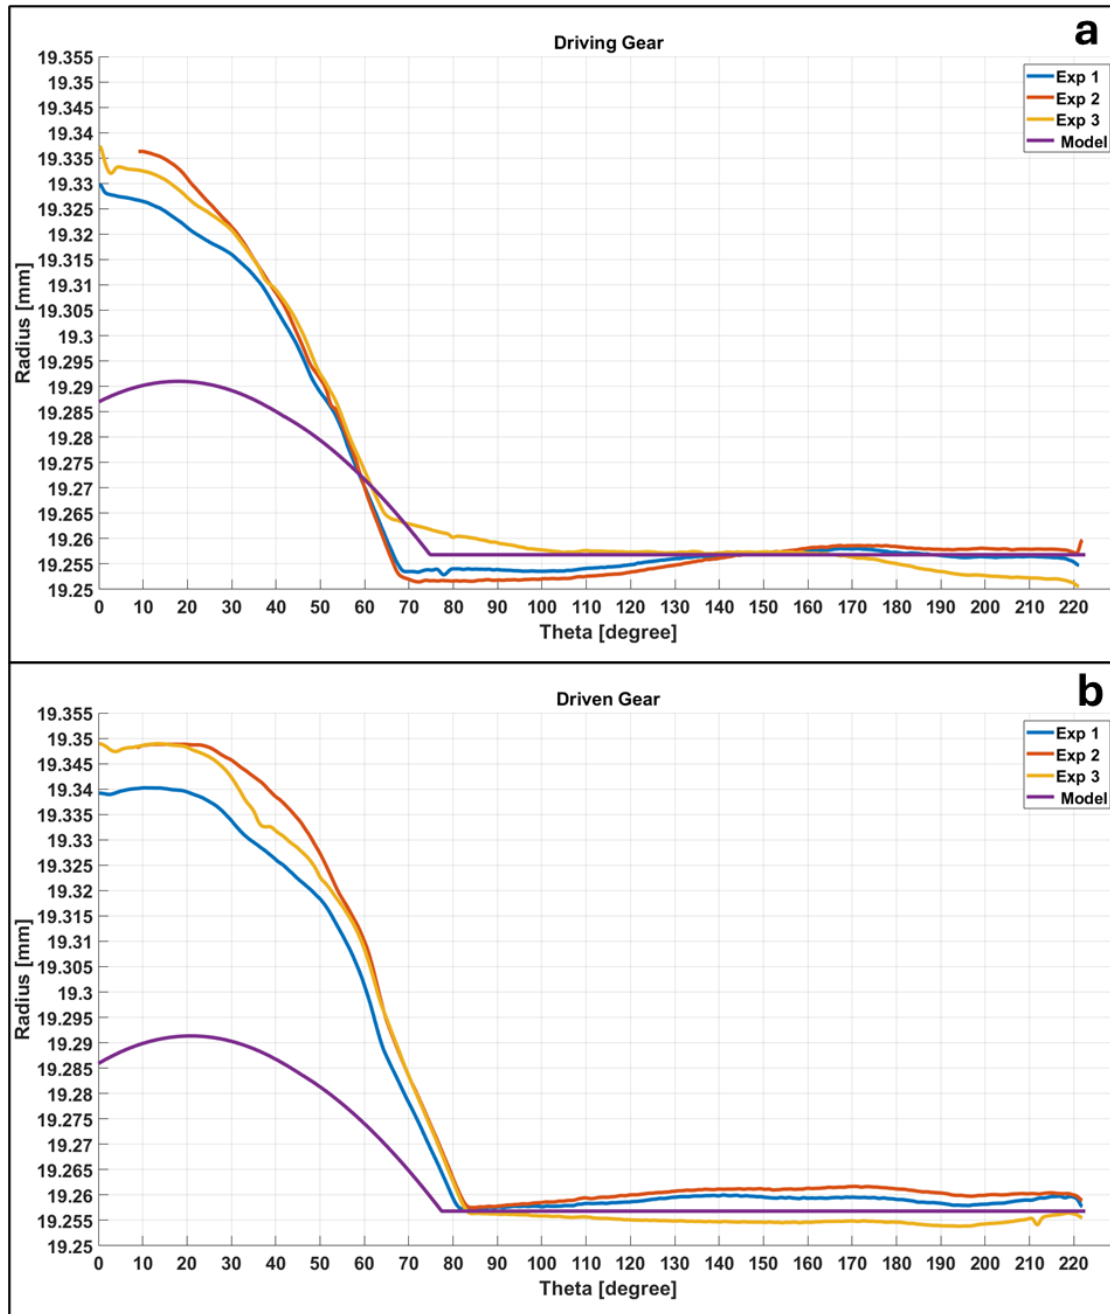 a
Driving Gear
19.355
19.35
19.345
19.34
19.335
19.33
19.325
19.32
19.315
19.31
19.305
19.3
19.295
19.29
19.285
19.28
19.275
19.27
19.265
19.26
19.255
19.25
Radius [mm]
Exp 1
Exp 2
Exp 3
Model
0 10 20 30 40 50 60 70 80 90 100 110 120 130 140 150 160 170 180 190 200 210 220
Theta [degree]
b
Driven Gear
19.355
19.35
19.345
19.34
19.335
19.33
19.325
19.32
19.315
19.31
19.305
19.3
19.295
19.29
19.285
19.28
19.275
19.27
19.265
19.26
19.255
19.25
Radius [mm]
Exp 1
Exp 2
Exp 3
Model
0 10 20 30 40 50 60 70 80 90 100 110 120 130 140 150 160 170 180 190 200 210 220
Theta [degree]